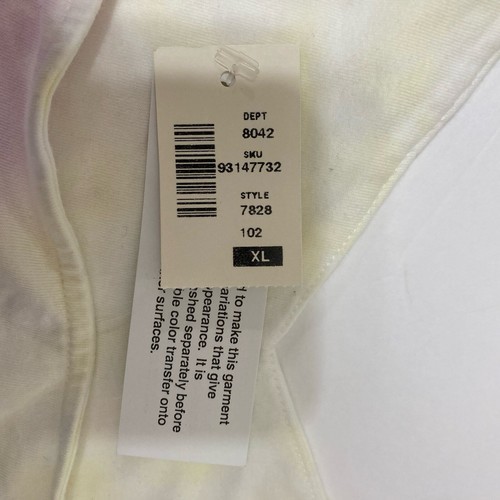 DEPT
8042
SKU
93147732
STYLE
7828
102
XL
to make this garment
ariations that give
ppearance. It is
shed separately before
ble color transfer onto
surfaces.